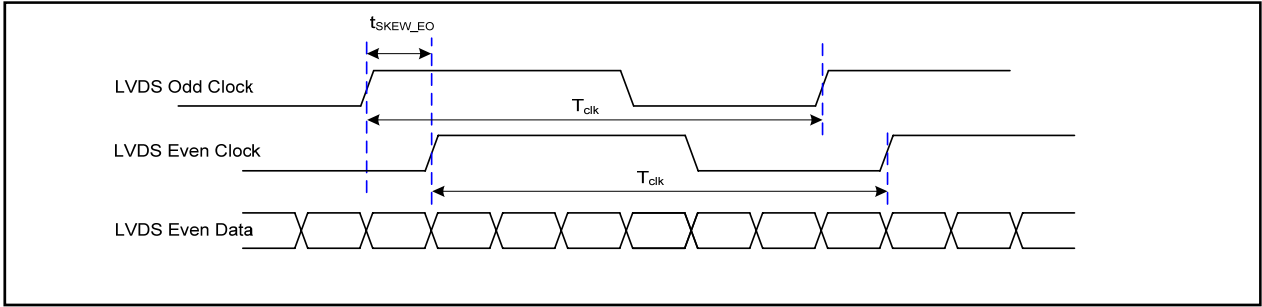 tSKEW_EO
LVDS Odd Clock
Tclk
LVDS Even Clock
Tclk
LVDS Even Data